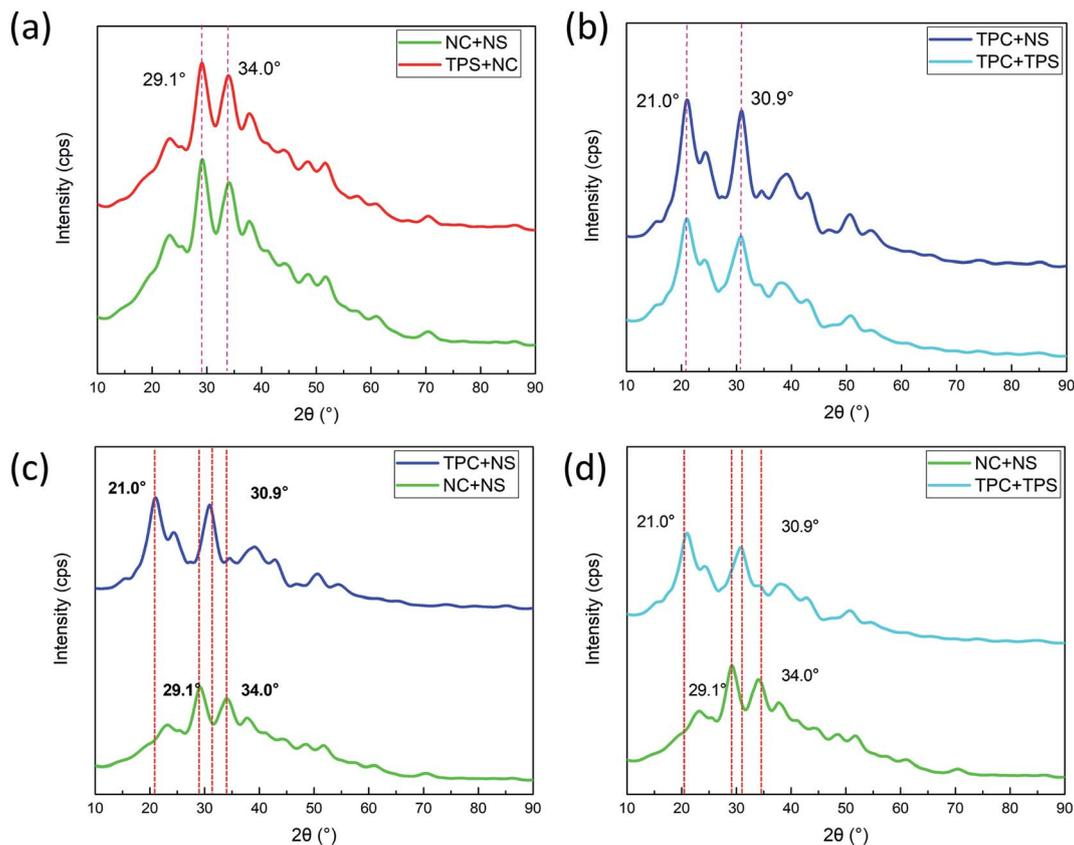 (a)
NC+NS
TPS+NC
29.1°
34.0°
Intensity (cps)
10 20 30 40 50 60 70 80 90
2θ (°)
(b)
TPC+NS
TPC+TPS
21.0°
30.9°
Intensity (cps)
10 20 30 40 50 60 70 80 90
2θ (°)
(c)
TPC+NS
NC+NS
21.0°
30.9°
29.1°
34.0°
Intensity (cps)
10 20 30 40 50 60 70 80 90
2θ (°)
(d)
NC+NS
TPC+TPS
21.0°
30.9°
29.1°
34.0°
Intensity (cps)
10 20 30 40 50 60 70 80 90
2θ (°)